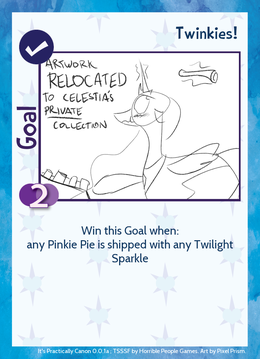 Twinkies!
ARTWORK
RELOCATED
TO CELESTIA'S
PRIVATE
COLLECTION
Goal
2
Win this Goal when:
any Pinkie Pie is shipped with any Twilight
Sparkle
It's Practically Canon 0.0.1a ; TSSSF by Horrible People Games. Art by Pixel Prism.